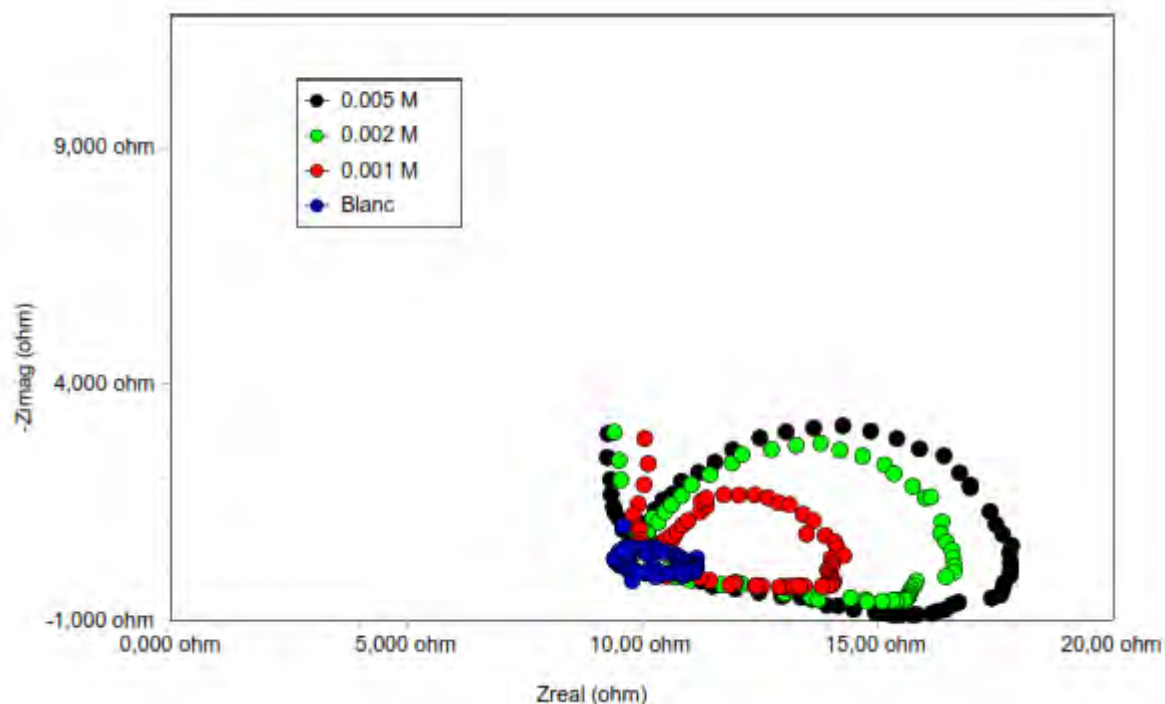 0.005 M
0.002 M
0.001 M
Blanc
9,000 ohm
4,000 ohm
-1,000 ohm
-Zimag (ohm)
0,000 ohm
5,000 ohm
10,00 ohm
15,00 ohm
20,00 ohm
Zreal (ohm)